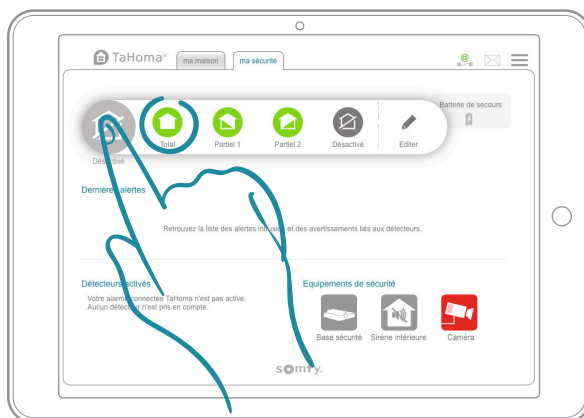 TaHoma®
ma maison
ma sécurité
Batterie de secours
Désactivé
Total
Partiel 1
Partiel 2
Désactivé
Editer
Dernières alertes
Retrouvez la liste des alertes intrusion et des avertissements liés aux détecteurs.
Détecteurs activés
Votre alarme connectée TaHoma n'est pas active.
Aucun détecteur n'est pris en compte.
Equipements de sécurité
Base sécurité
Sirène intérieure
Caméra
somfy.